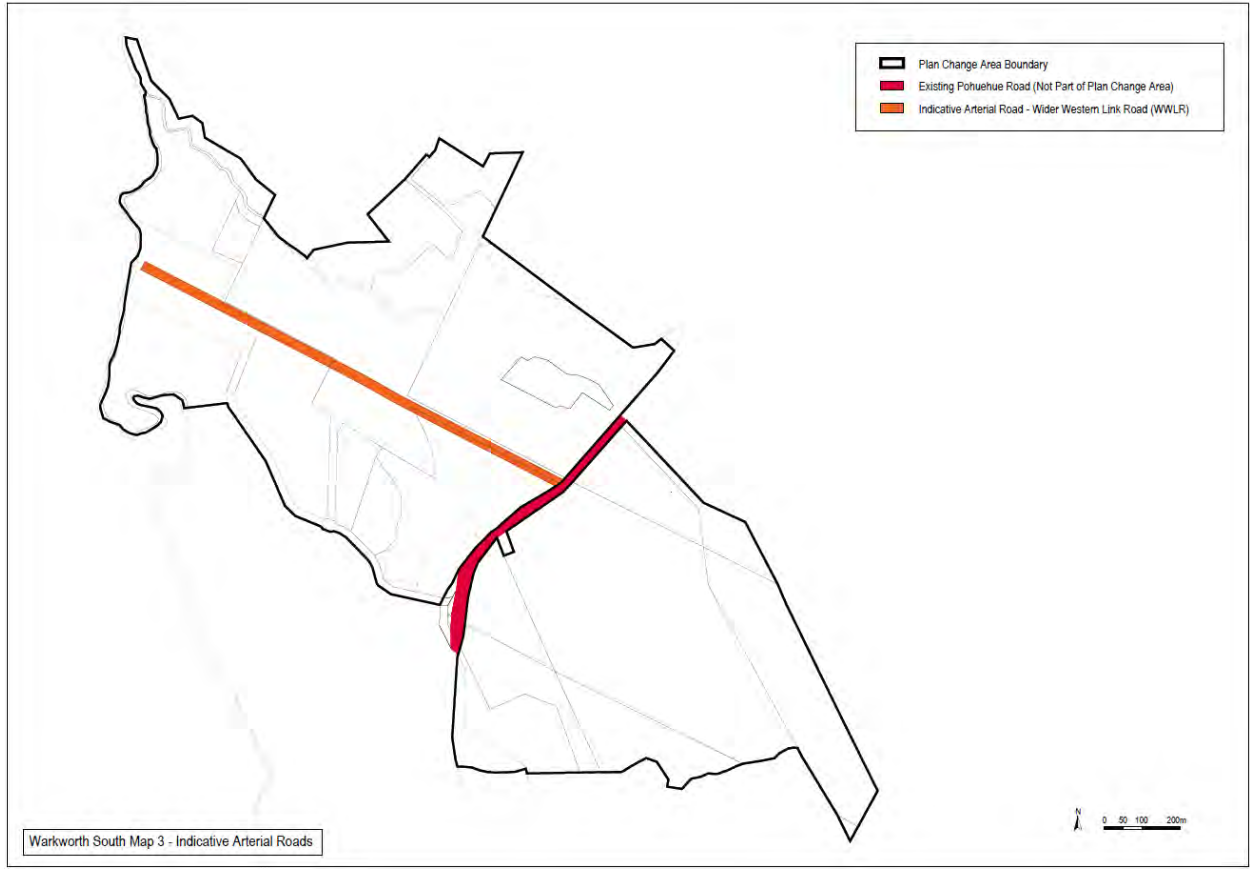 Plan Change Area Boundary
Existing Pohuehue Road (Not Part of Plan Change Area)
Indicative Arterial Road - Wider Western Link Road (WWLR)
N
0 50 100 200m
Warkworth South Map 3 - Indicative Arterial Roads